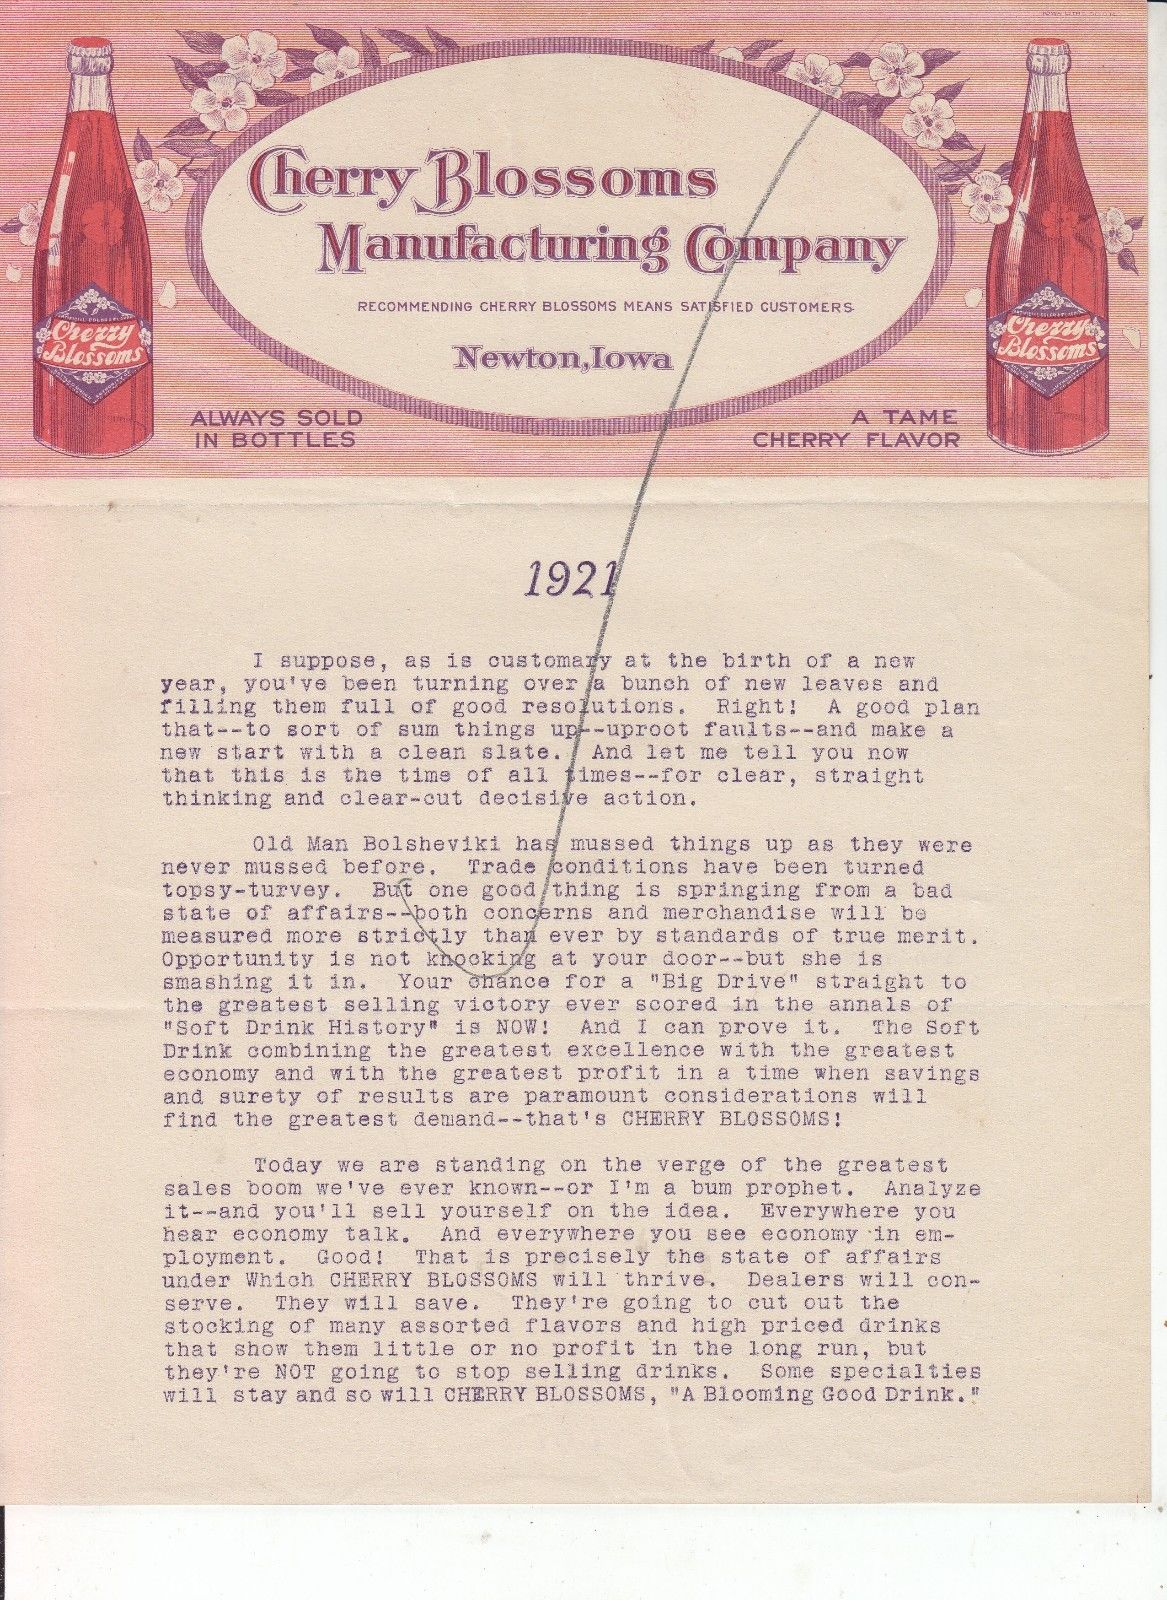 Cherry Blossoms
Manufacturing Company
RECOMMENDING CHERRY BLOSSOMS MEANS SATISFIED CUSTOMERS
Newton, Iowa
Cherry
Blossoms
Cherry
Blossoms
ALWAYS SOLD
IN BOTTLES
A TAME
CHERRY FLAVOR
1921
I suppose, as is customary at the birth of a new
year, you've been turning over a bunch of new leaves and
filling them full of good resolutions. Right! A good plan
that--to sort of sum things up--uproot faults--and make a
new start with a clean slate. And let me tell you now
that this is the time of all times--for clear, straight
thinking and clear-cut decisive action.
Old Man Bolsheviki has mussed things up as they were
never mussed before. Trade conditions have been turned
topsy-turvey. But one good thing is springing from a bad
state of affairs--both concerns and merchandise will be
measured more strictly than ever by standards of true merit.
Opportunity is not knocking at your door--but she is
smashing it in. Your chance for a "Big Drive" straight to
the greatest selling victory ever scored in the annals of
"Soft Drink History" is NOW! And I can prove it. The Soft
Drink combining the greatest excellence with the greatest
economy and with the greatest profit in a time when savings
and surety of results are paramount considerations will
find the greatest demand--that's CHERRY BLOSSOMS!
Today we are standing on the verge of the greatest
sales boom we've ever known--or I'm a bum prophet. Analyze
it--and you'll sell yourself on the idea. Everywhere you
hear economy talk. And everywhere you see economy in em-
ployment. Good! That is precisely the state of affairs
under Which CHERRY BLOSSOMS will thrive. Dealers will con-
serve. They will save. They're going to cut out the
stocking of many assorted flavors and high priced drinks
that show them little or no profit in the long run, but
they're NOT going to stop selling drinks. Some specialties
will stay and so will CHERRY BLOSSOMS, "A Blooming Good Drink."